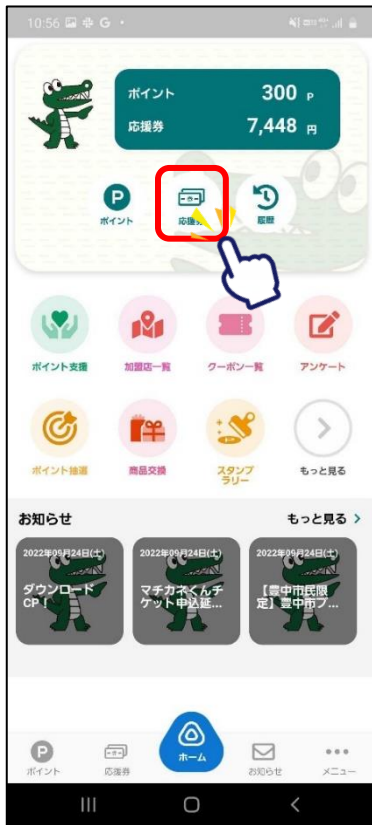 10:56
ポイント 300 P
応援券 7,448 円
P
ポイント
応援券
履歴
ポイント支援
加盟店一覧
クーポン一覧
アンケート
ポイント抽選
商品交換
スタンプ
ラリー
もっと見る
お知らせ
もっと見る >
2022年09月24日(土)
ダウンロード
CP!
2022年09月24日(土)
マチカネくんチ
ケット申込延...
2022年09月24日(土)
【豊中市民限
定】豊中市プ...
P
ポイント
応援券
ホーム
お知らせ
メニュー